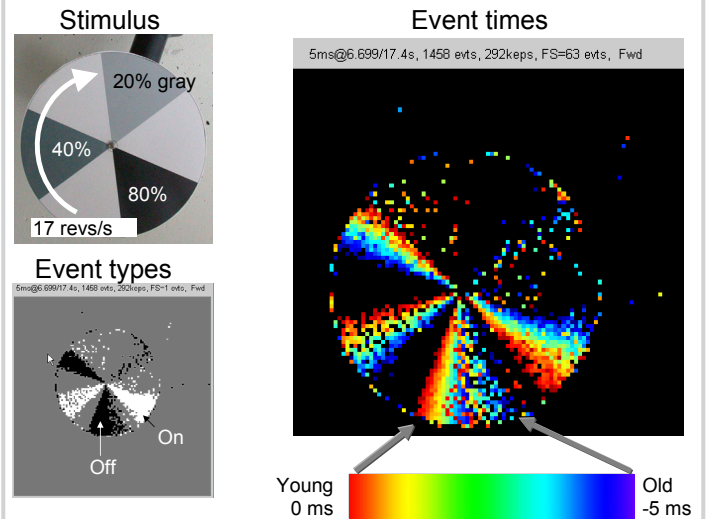 Stimulus
20% gray
40%
80%
17 revs/s
Event types
5ms@6.699/17.4s, 1458 evts, 292keps, FS=1 evts, Fwd
On
Off
Event times
5ms@6.699/17.4s, 1458 evts, 292keps, FS=63 evts, Fwd
Young
0 ms
Old
-5 ms